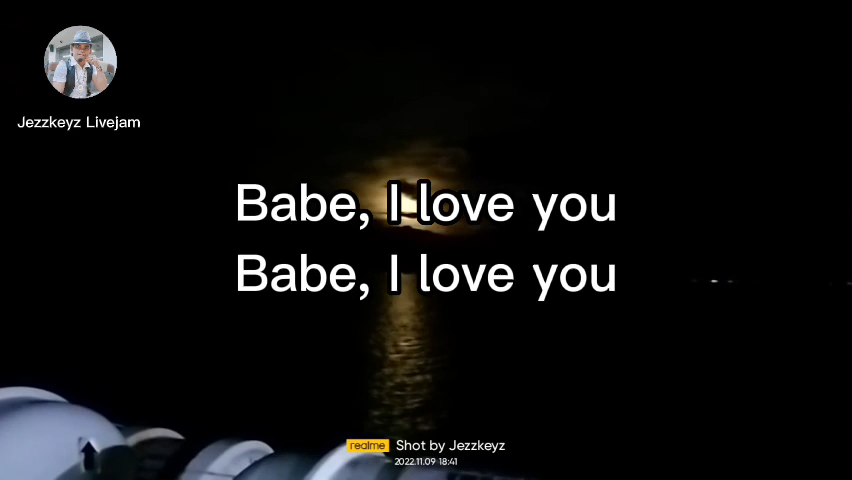 Jezzkeyz Livejam
Babe, I love you
Babe, I love you
realme Shot by Jezzkeyz
2022.11.09 18:41